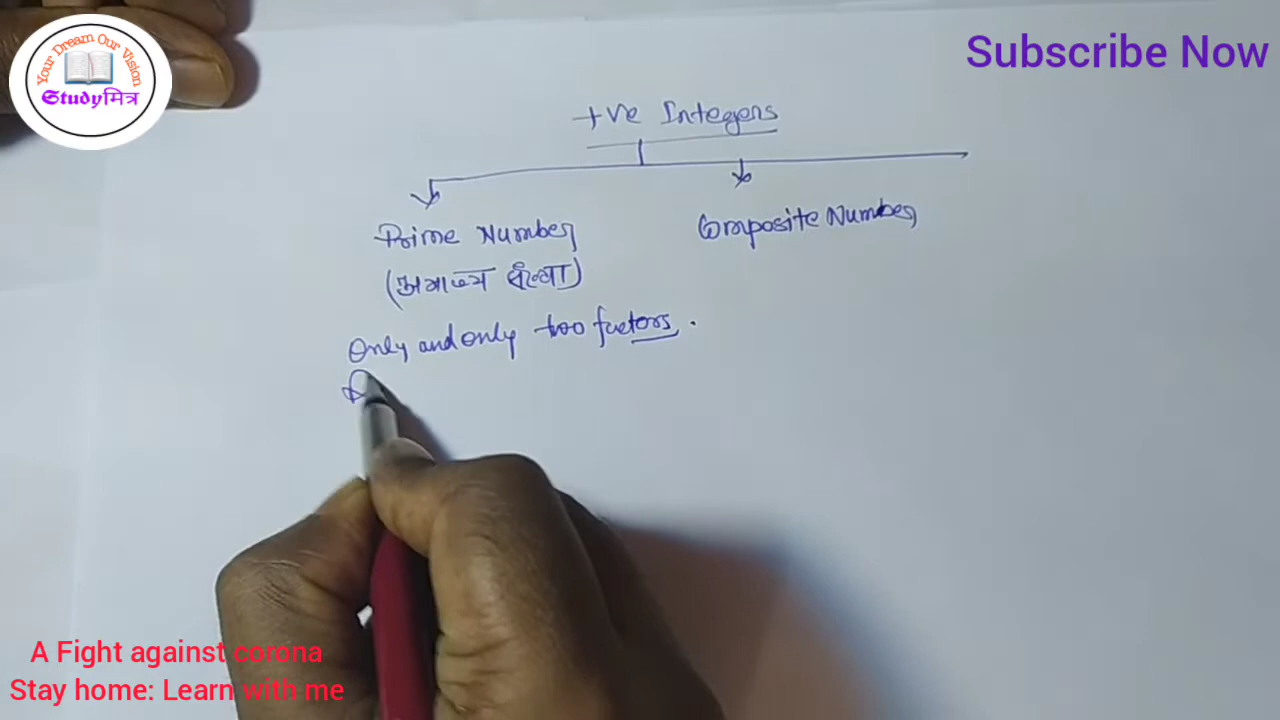 Your Dream Our Vision
Studyमित्र
Subscribe Now
+ve Integers
Prime Number
Composite Number
(अभाज्य संख्या)
Only and only two factors.
A Fight against corona
Stay home: Learn with me